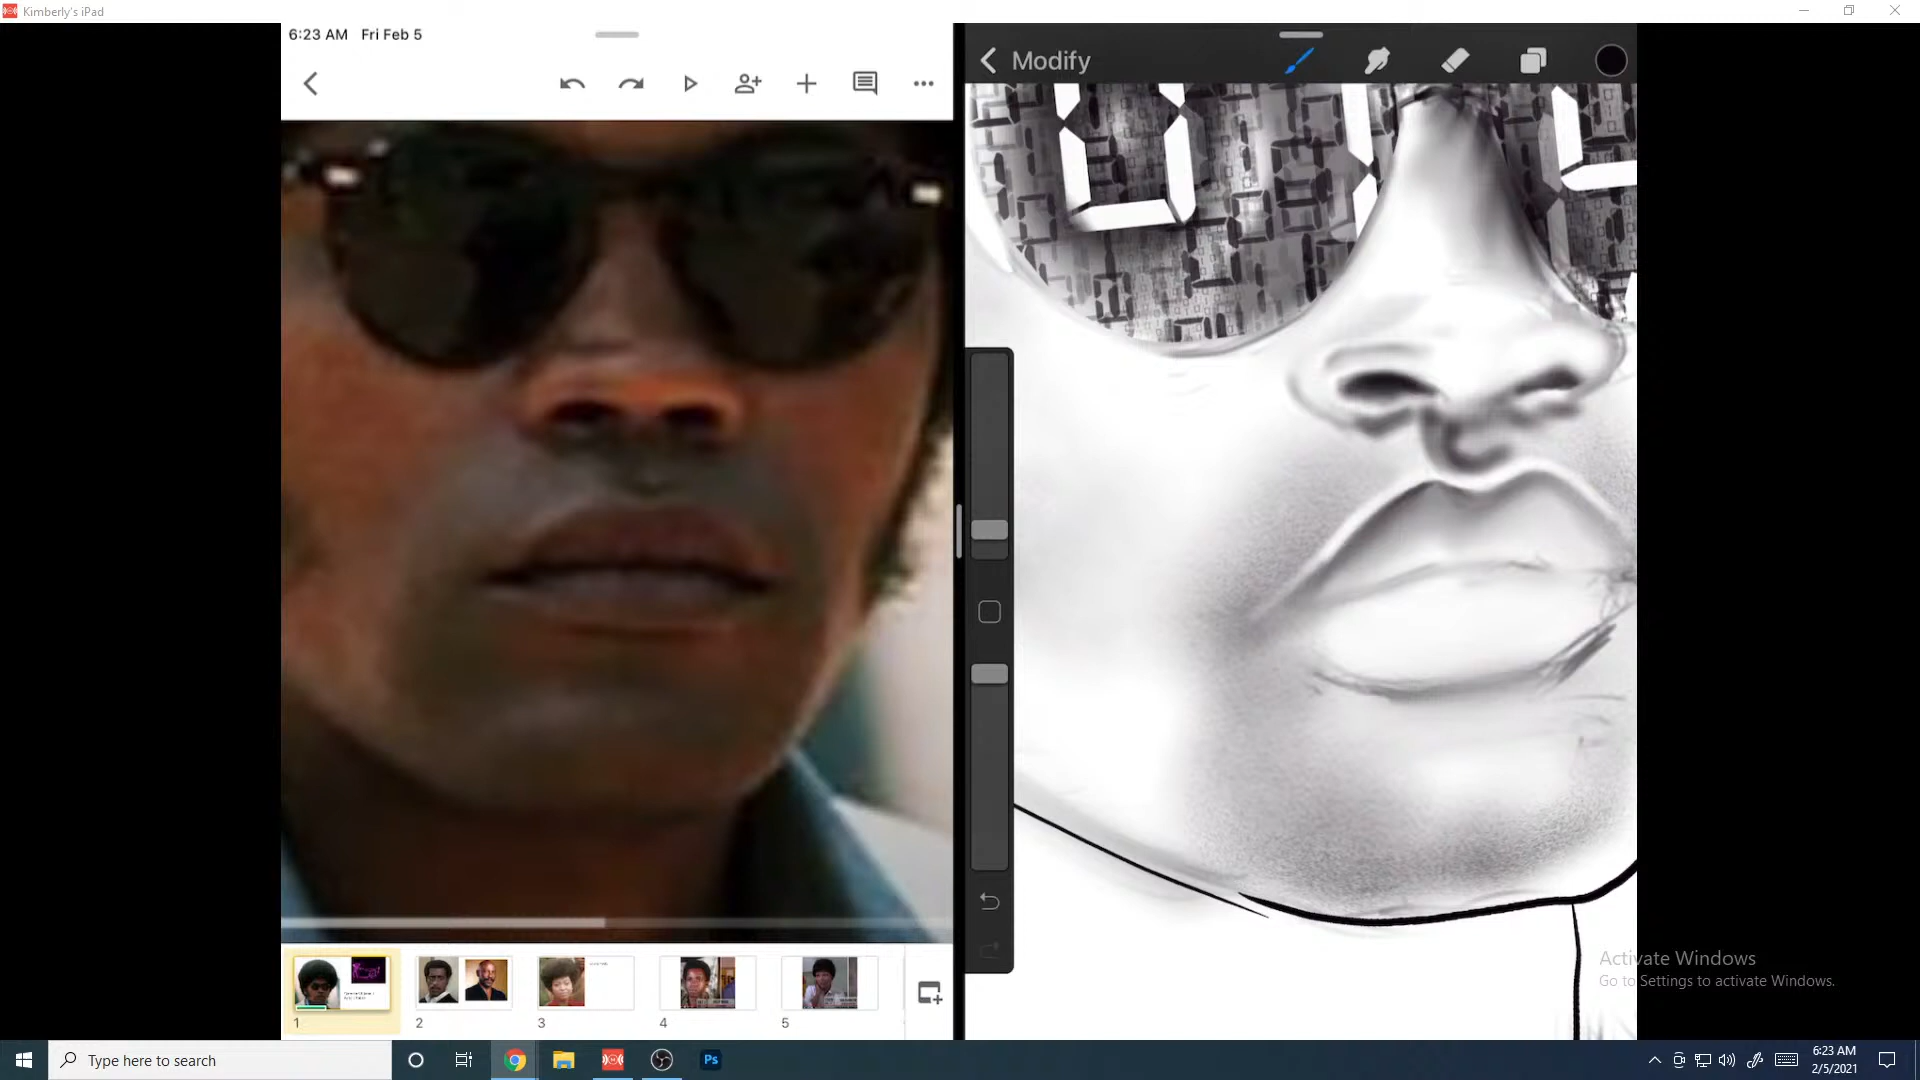 Kimberly's iPad
6:23 AM Fri Feb 5
Modify
1
2
3
4
5
Activate Windows
Go to Settings to activate Windows.
Type here to search
Ps
6:23 AM
2/5/2021